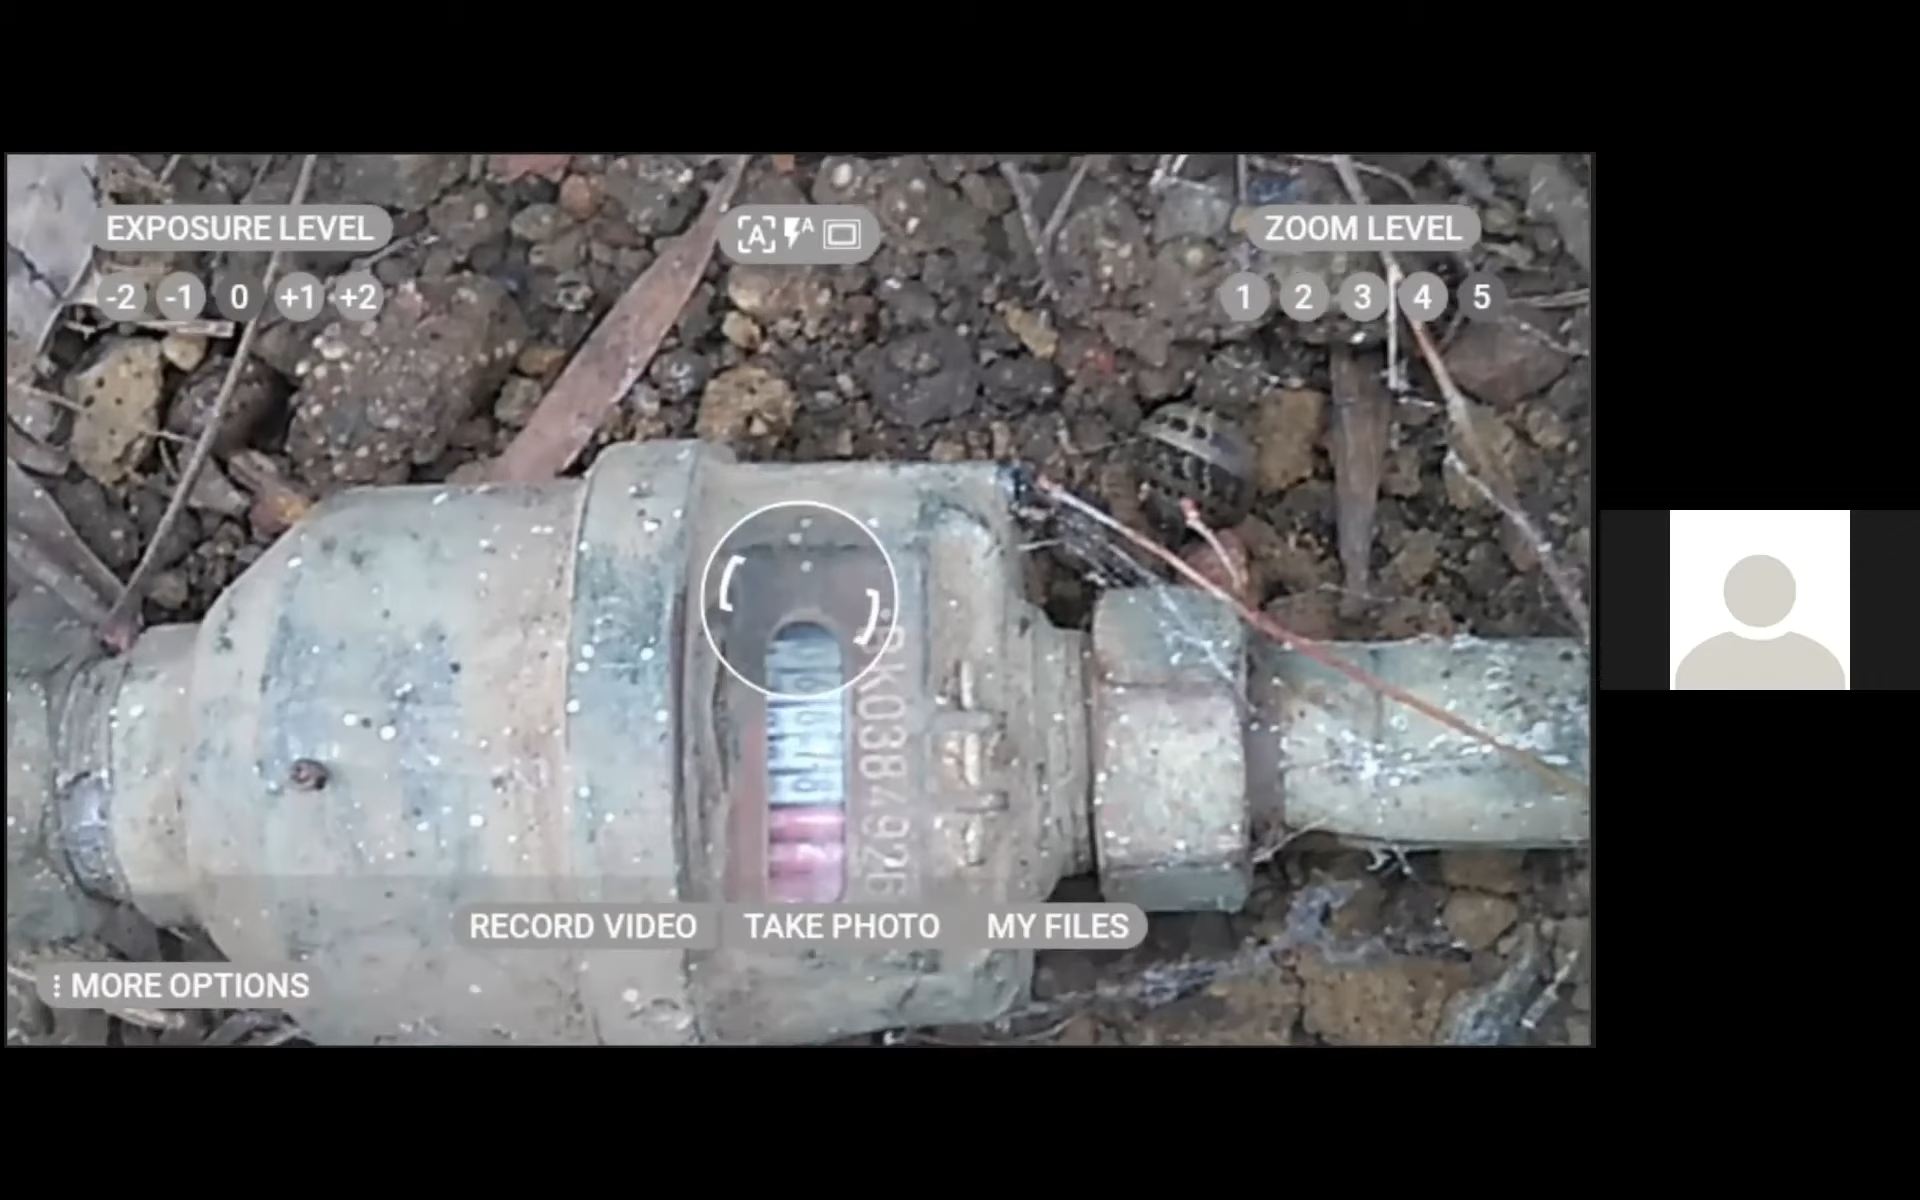 EXPOSURE LEVEL
-2 -1 0 +1 +2
A A
ZOOM LEVEL
1 2 3 4 5
RECORD VIDEO TAKE PHOTO MY FILES
MORE OPTIONS